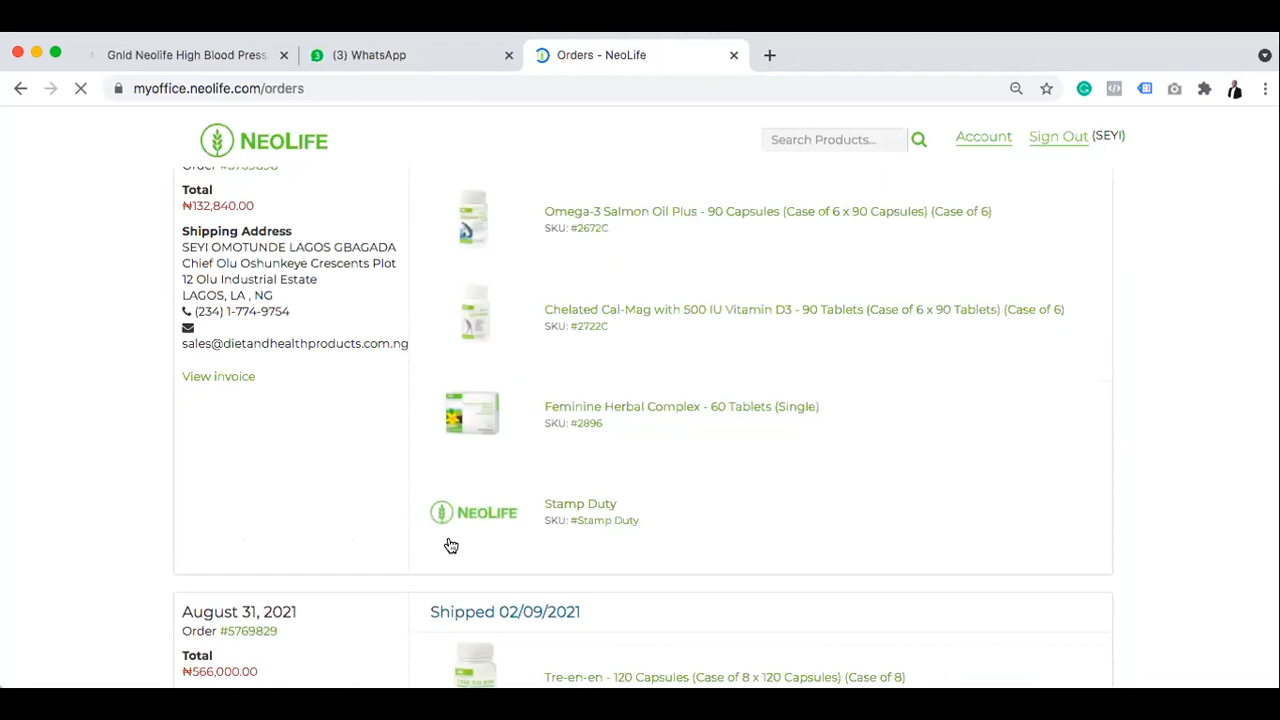 Gnld Neolife High Blood Press
(3) WhatsApp
Orders - NeoLife
myoffice.neolife.com/orders
NEOLIFE
Search Products...
Account
Sign Out (SEYI)
Total
₦132,840.00
Shipping Address
SEYI OMOTUNDE LAGOS GBAGADA
Chief Olu Oshunkeye Crescents Plot
12 Olu Industrial Estate
LAGOS, LA , NG
(234) 1-774-9754
sales@dietandhealthproducts.com.ng
View invoice
Omega-3 Salmon Oil Plus - 90 Capsules (Case of 6 x 90 Capsules) (Case of 6)
SKU: #2672C
Chelated Cal-Mag with 500 IU Vitamin D3 - 90 Tablets (Case of 6 x 90 Tablets) (Case of 6)
SKU: #2722C
Feminine Herbal Complex - 60 Tablets (Single)
SKU: #2896
NEOLIFE
Stamp Duty
SKU: #Stamp Duty
August 31, 2021
Order #5769829
Total
₦566,000.00
Shipped 02/09/2021
Tre-en-en - 120 Capsules (Case of 8 x 120 Capsules) (Case of 8)